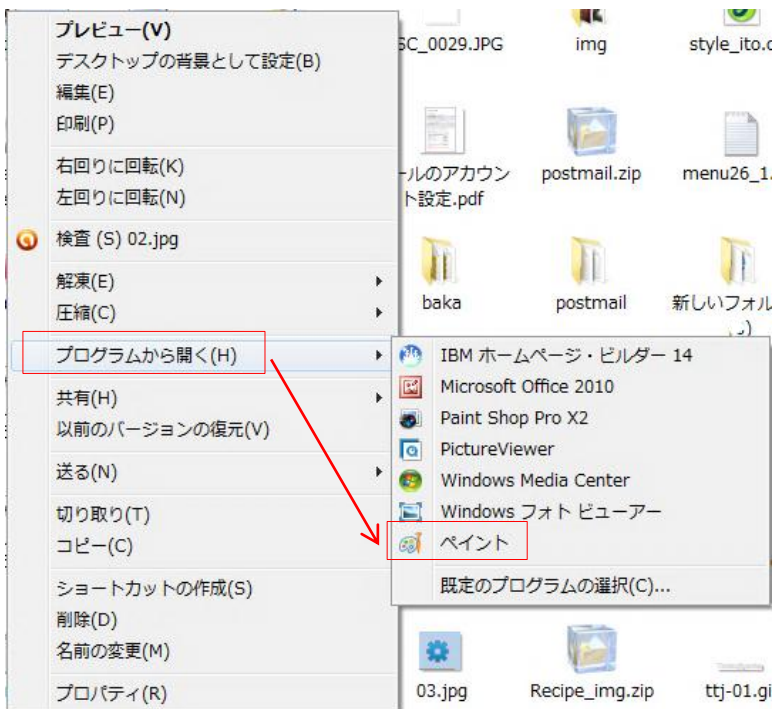 プレビュー(V)
デスクトップの背景として設定(B)
編集(E)
印刷(P)
右回りに回転(K)
左回りに回転(N)
検査 (S) 02.jpg
解凍(E)
圧縮(C)
プログラムから開く(H)
共有(H)
以前のバージョンの復元(V)
送る(N)
切り取り(T)
コピー(C)
ショートカットの作成(S)
削除(D)
名前の変更(M)
プロパティ(R)
IBM ホームページ・ビルダー 14
Microsoft Office 2010
Paint Shop Pro X2
PictureViewer
Windows Media Center
Windows フォト ビューアー
ペイント
既定のプログラムの選択(C)...
SC_0029.JPG
img
style_ito.c
ールのアカウン
ト設定.pdf
postmail.zip
menu26_1.
baka
postmail
新しいフォル
03.jpg
Recipe_img.zip
ttj-01.gi